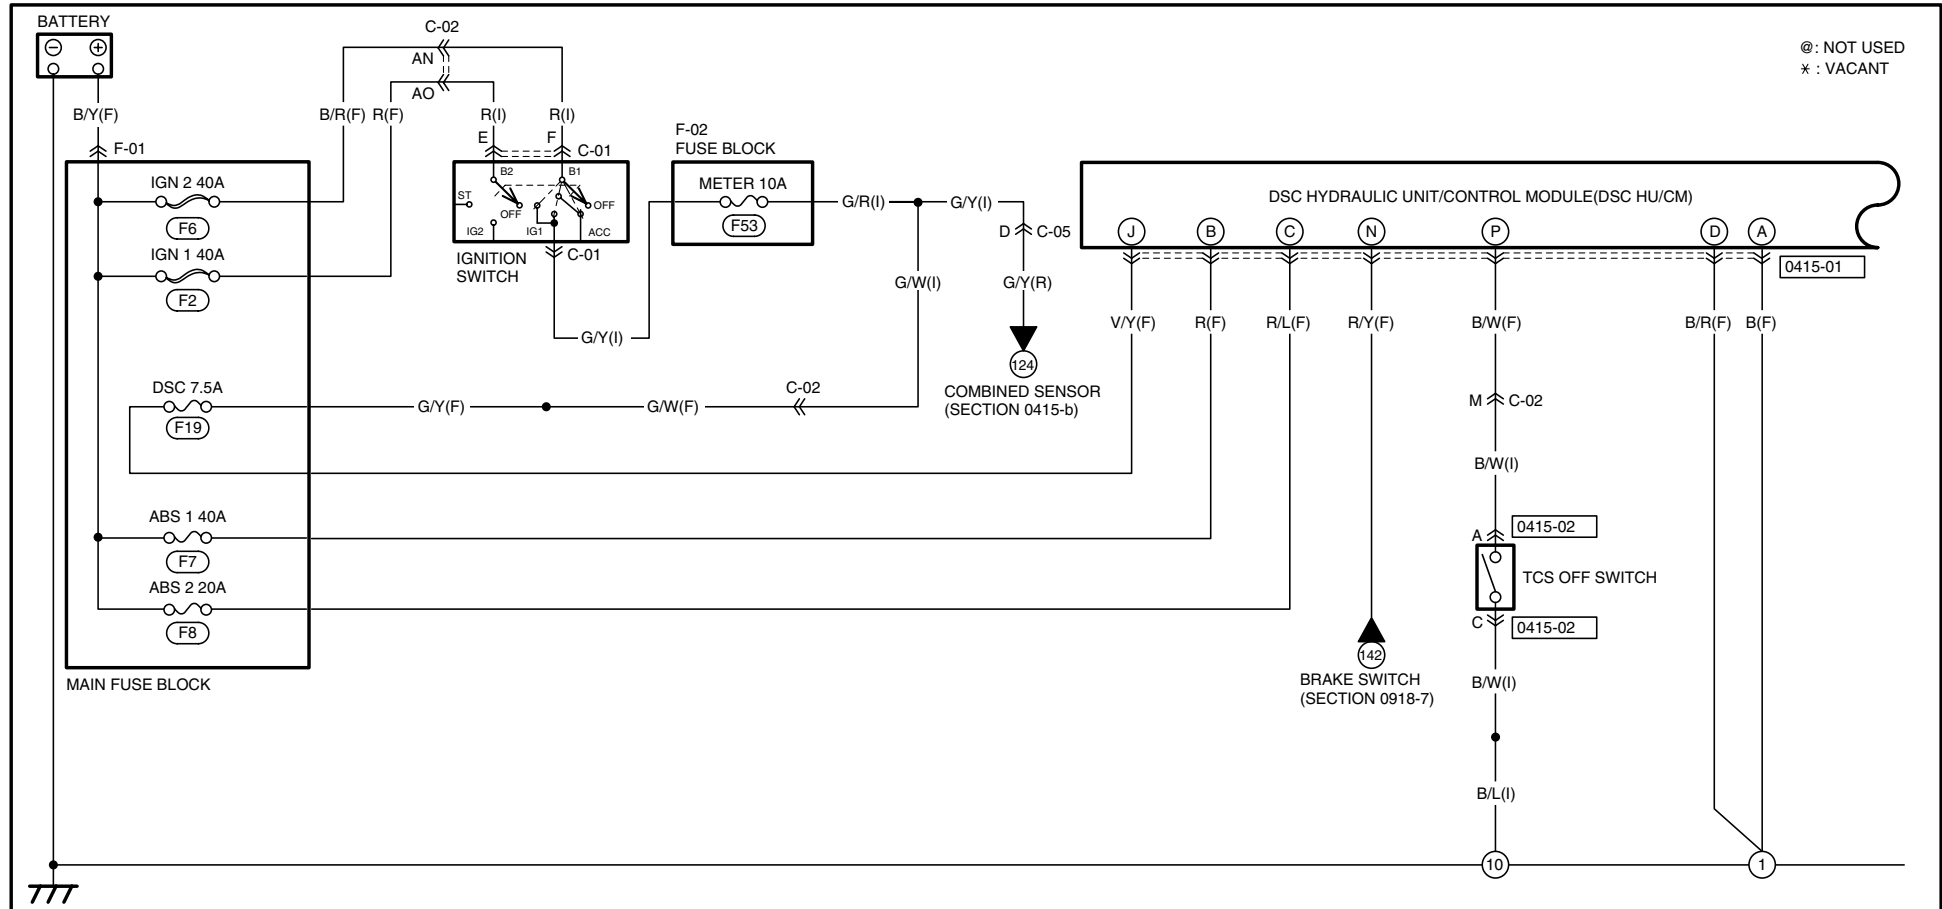 BATTERY
− +
B/Y(F)
F-01
C-02
AN
AO
B/R(F) R(F)
R(I) R(I)
E F C-01
B2 B1
ST
OFF OFF
IG2 IG1 ACC
IGNITION
SWITCH
C-01
G/Y(I)
F-02
FUSE BLOCK
METER 10A
F53
G/R(I)
G/Y(I)
D C-05
G/Y(R)
G/W(I)
124
COMBINED SENSOR
(SECTION 0415-b)
@: NOT USED
* : VACANT
DSC HYDRAULIC UNIT/CONTROL MODULE(DSC HU/CM)
J B C N P D A
0415-01
V/Y(F) R(F) R/L(F) R/Y(F) B/W(F) B/R(F) B(F)
IGN 2 40A
F6
IGN 1 40A
F2
DSC 7.5A
F19
G/Y(F) G/W(F) C-02
ABS 1 40A
F7
ABS 2 20A
F8
MAIN FUSE BLOCK
M C-02
B/W(I)
A 0415-02
TCS OFF SWITCH
C 0415-02
142
BRAKE SWITCH
(SECTION 0918-7)
B/W(I)
B/L(I)
10 1